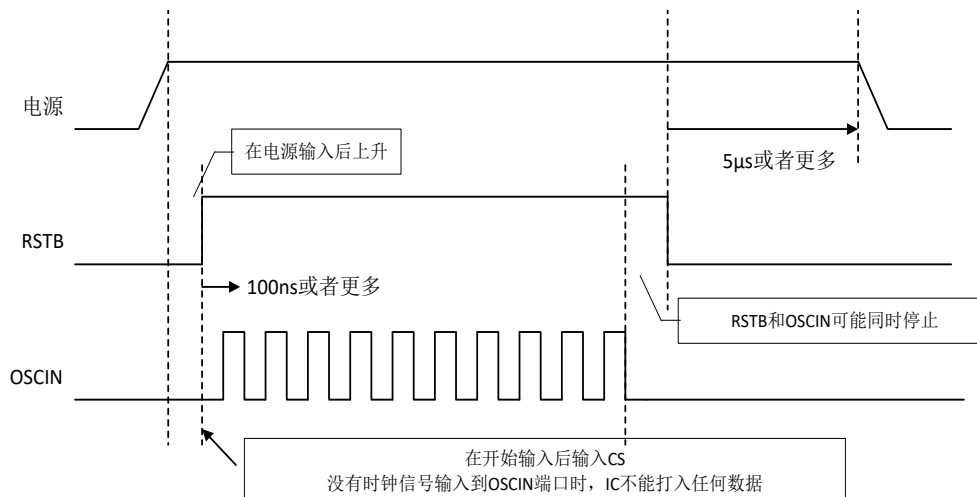 电源
在电源输入后上升
5μs或者更多
RSTB
100ns或者更多
RSTB和OSCIN可能同时停止
OSCIN
在开始输入后输入CS
没有时钟信号输入到OSCIN端口时，IC不能打入任何数据